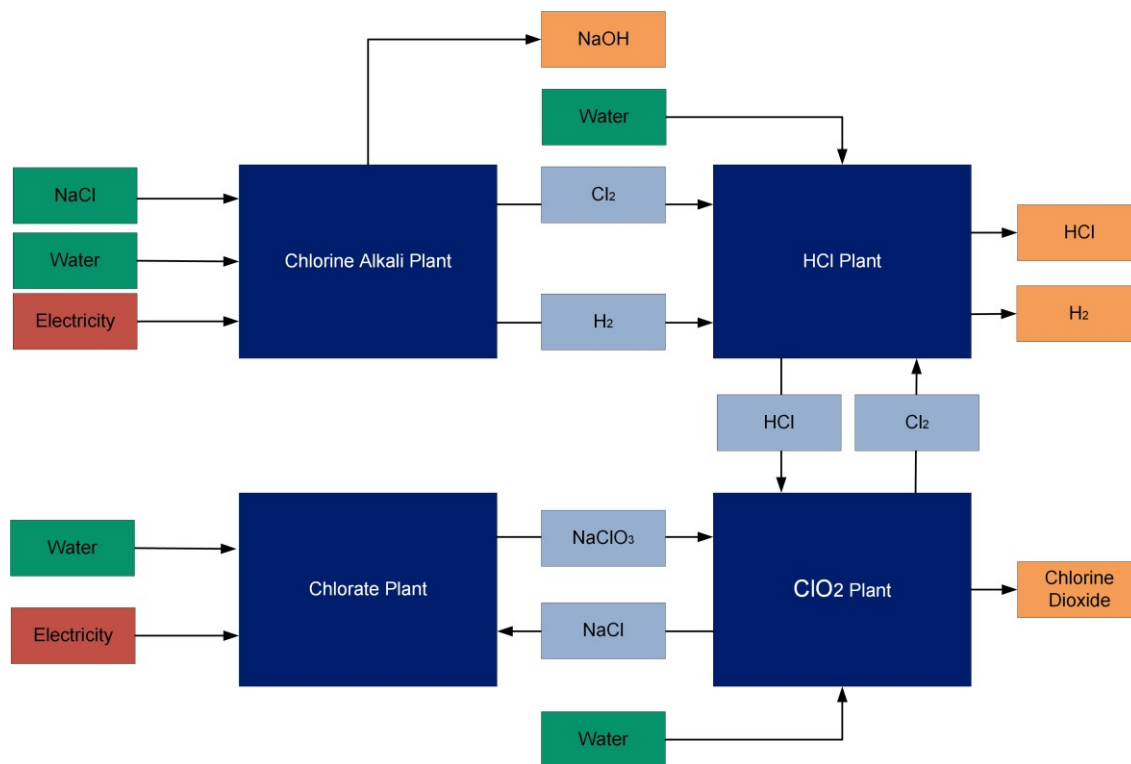 NaOH
Water
NaCl
Cl₂
Water
Chlorine Alkali Plant
HCl Plant
HCl
Electricity
H₂
H₂
HCl
Cl₂
Water
NaClO₃
Chlorate Plant
ClO2 Plant
Chlorine
Dioxide
Electricity
NaCl
Water